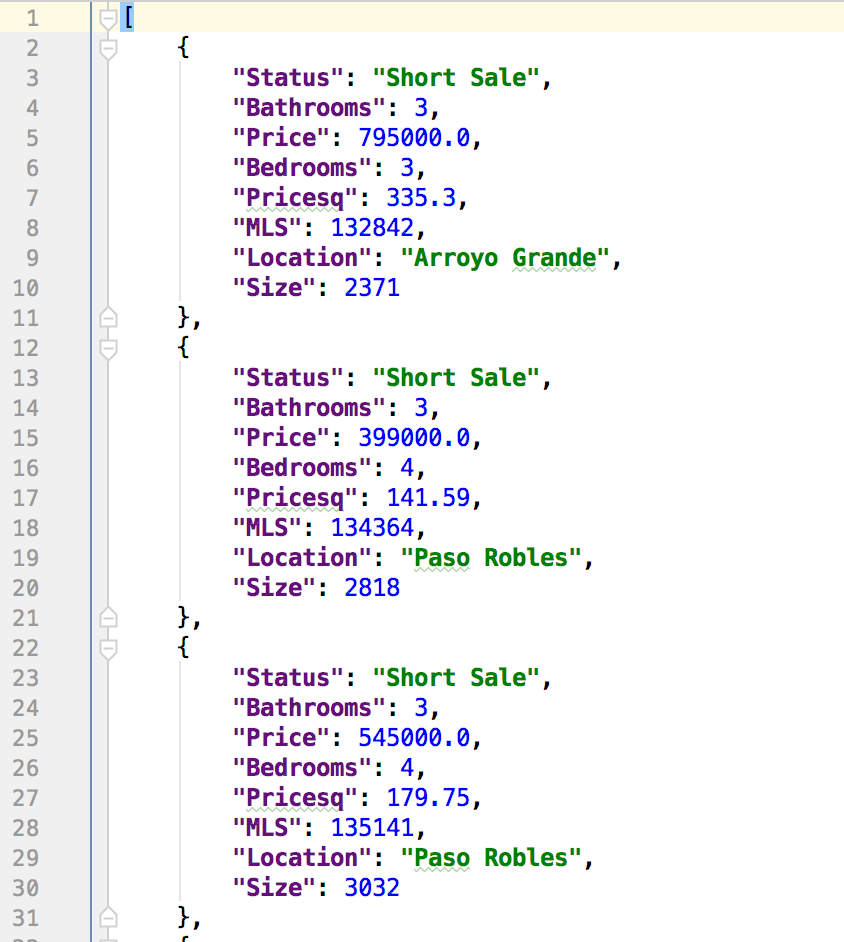 1 [
2 {
3 "Status": "Short Sale",
4 "Bathrooms": 3,
5 "Price": 795000.0,
6 "Bedrooms": 3,
7 "Pricesq": 335.3,
8 "MLS": 132842,
9 "Location": "Arroyo Grande",
10 "Size": 2371
11 },
12 {
13 "Status": "Short Sale",
14 "Bathrooms": 3,
15 "Price": 399000.0,
16 "Bedrooms": 4,
17 "Pricesq": 141.59,
18 "MLS": 134364,
19 "Location": "Paso Robles",
20 "Size": 2818
21 },
22 {
23 "Status": "Short Sale",
24 "Bathrooms": 3,
25 "Price": 545000.0,
26 "Bedrooms": 4,
27 "Pricesq": 179.75,
28 "MLS": 135141,
29 "Location": "Paso Robles",
30 "Size": 3032
31 },